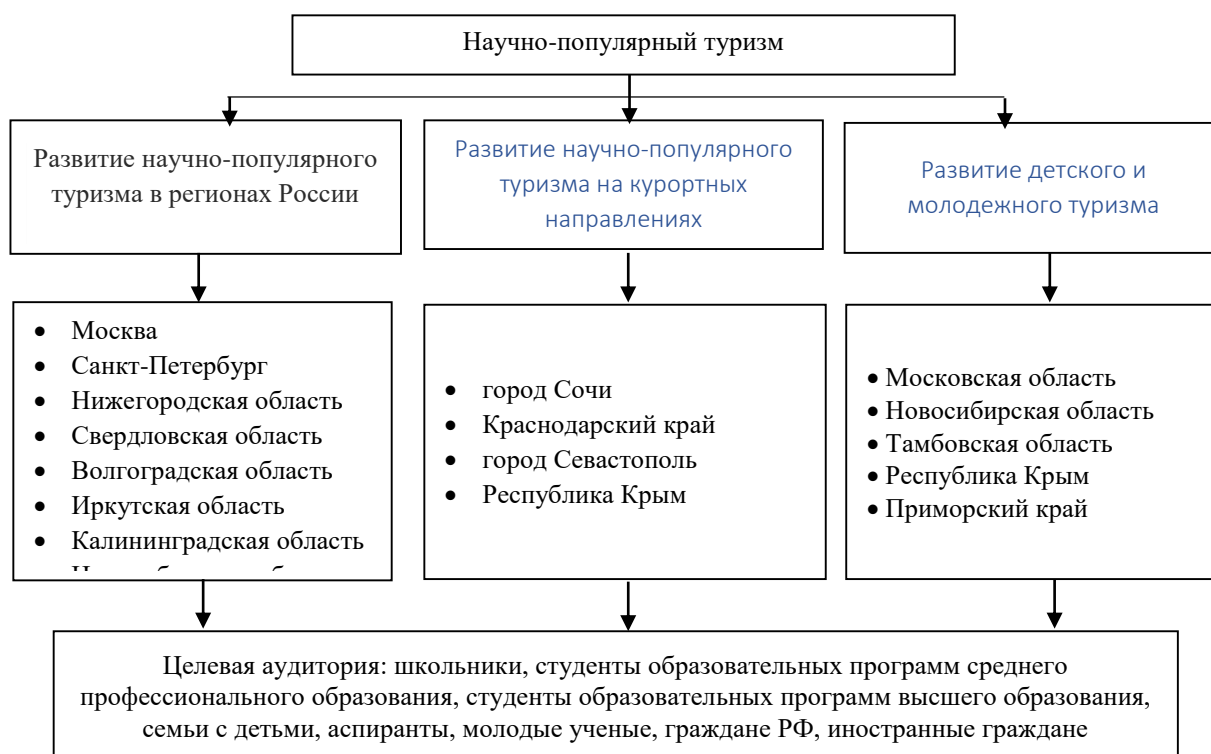 Научно-популярный туризм
Развитие научно-популярного
туризма в регионах России
Развитие научно-популярного
туризма на курортных
направлениях
Развитие детского и
молодежного туризма
• Москва
• Санкт-Петербург
• Нижегородская область
• Свердловская область
• Волгоградская область
• Иркутская область
• Калининградская область
• город Сочи
• Краснодарский край
• город Севастополь
• Республика Крым
• Московская область
• Новосибирская область
• Тамбовская область
• Республика Крым
• Приморский край
Целевая аудитория: школьники, студенты образовательных программ среднего
профессионального образования, студенты образовательных программ высшего образования,
семьи с детьми, аспиранты, молодые ученые, граждане РФ, иностранные граждане